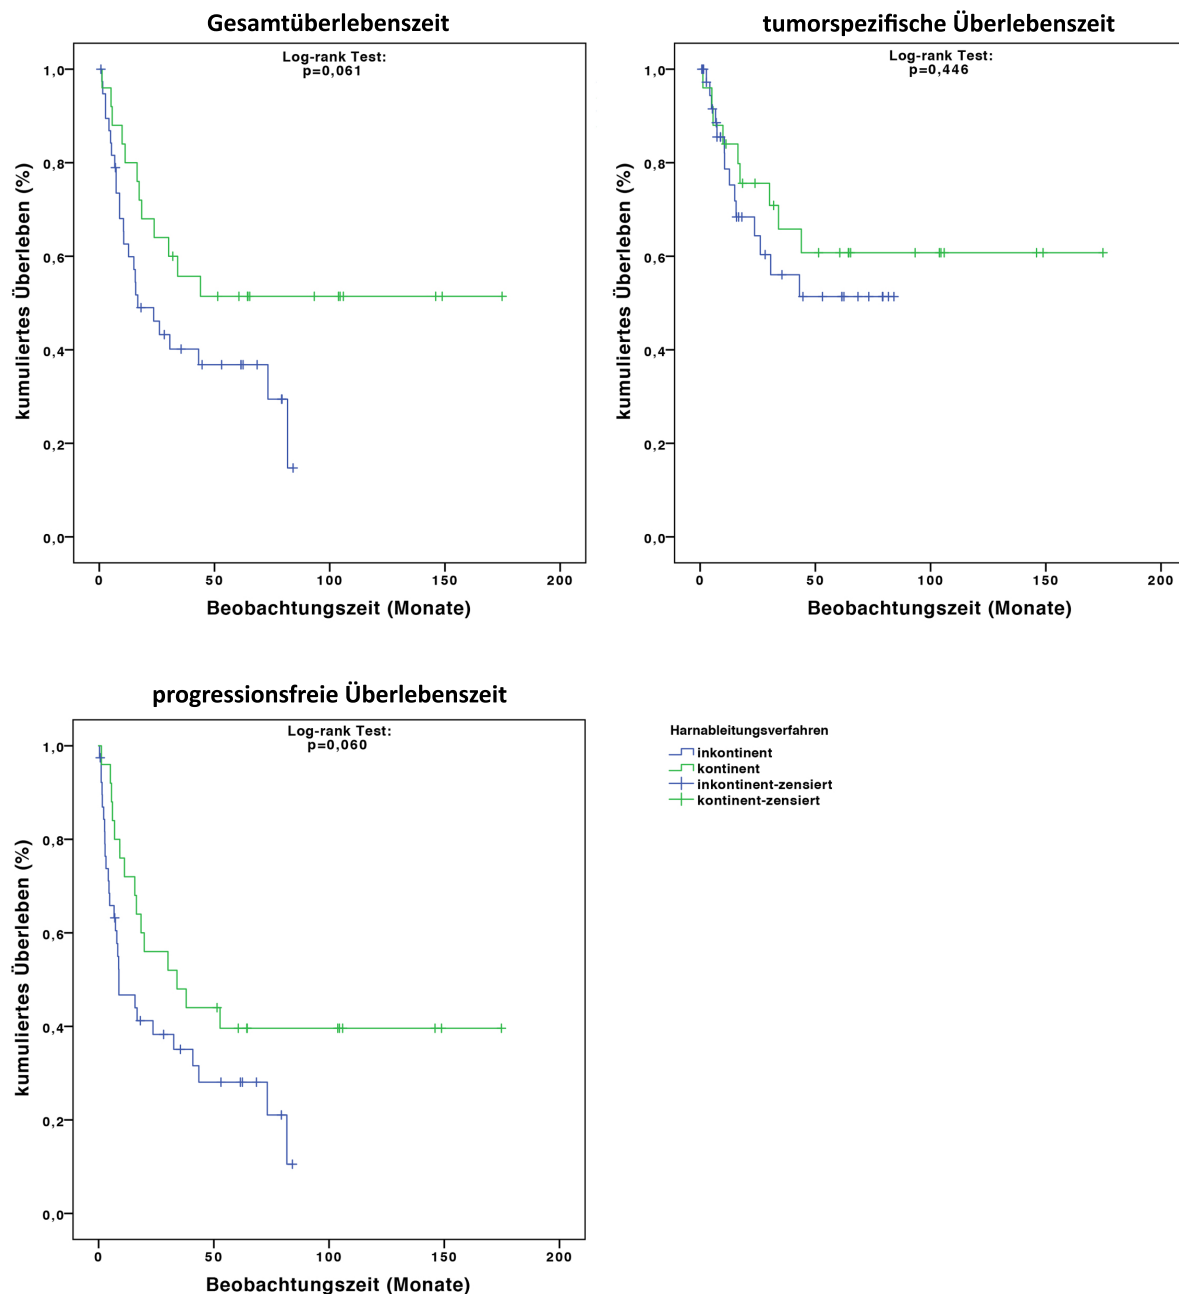 Gesamtüberlebenszeit
Log-rank Test:
p=0,061
kumuliertes Überleben (%)
1,0
0,8
0,6
0,4
0,2
0,0
0 50 100 150 200
Beobachtungszeit (Monate)
tumorspezifische Überlebenszeit
Log-rank Test:
p=0,446
kumuliertes Überleben (%)
1,0
0,8
0,6
0,4
0,2
0,0
0 50 100 150 200
Beobachtungszeit (Monate)
progressionsfreie Überlebenszeit
Log-rank Test:
p=0,060
kumuliertes Überleben (%)
1,0
0,8
0,6
0,4
0,2
0,0
0 50 100 150 200
Beobachtungszeit (Monate)
Harnableitungsverfahren
inkontinent
kontinent
inkontinent-zensiert
kontinent-zensiert